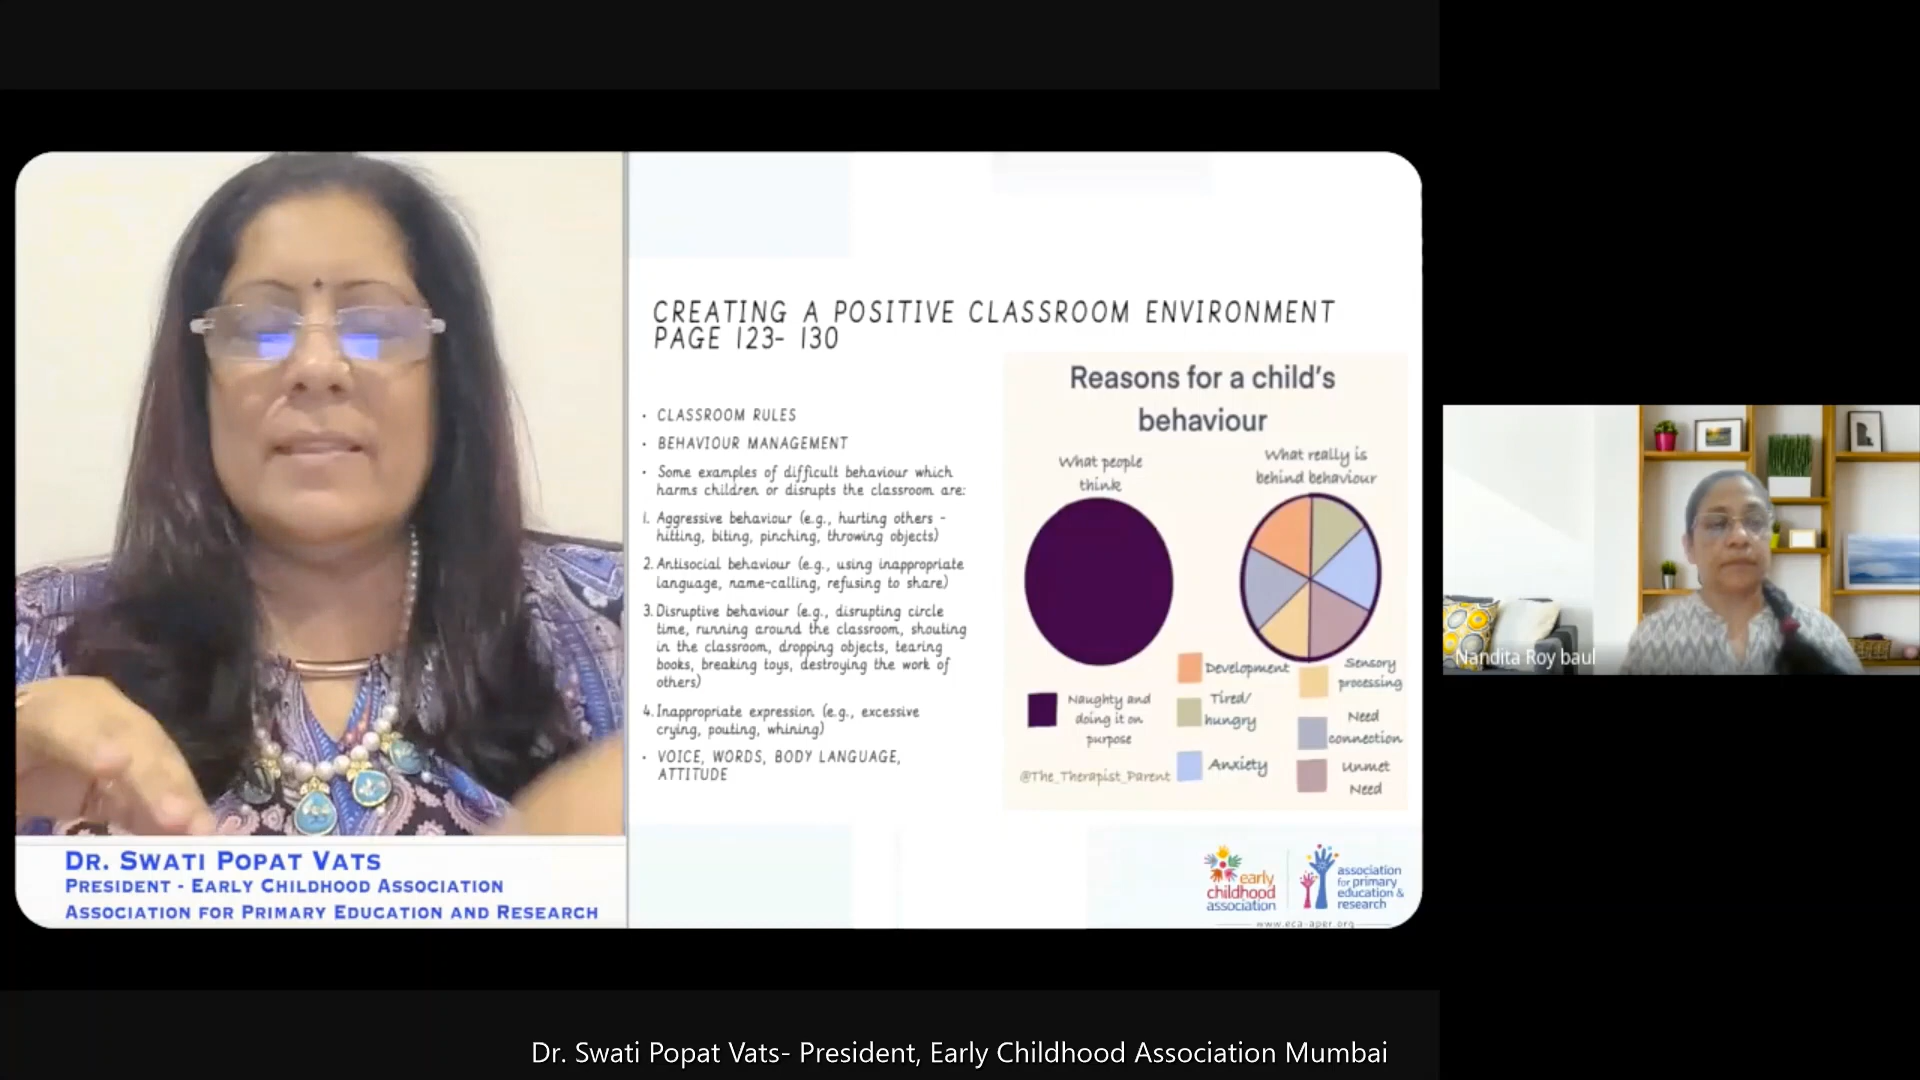 CREATING A POSITIVE CLASSROOM ENVIRONMENT
PAGE 123- 130
• CLASSROOM RULES
• BEHAVIOUR MANAGEMENT
• Some examples of difficult behaviour which
harms children or disrupts the classroom are:
1. Aggressive behaviour (e.g., hurting others -
hitting, biting, pinching, throwing objects)
2. Antisocial behaviour (e.g., using inappropriate
language, name-calling, refusing to share)
3. Disruptive behaviour (e.g., disrupting circle
time, running around the classroom, shouting
in the classroom, dropping objects, tearing
books, breaking toys, destroying the work of
others)
4. Inappropriate expression (e.g., excessive
crying, pouting, whining)
• VOICE, WORDS, BODY LANGUAGE,
ATTITUDE
Reasons for a child's
behaviour
What people
think
What really is
behind behaviour
Naughty and
doing it on
purpose
Development
Tired/
hungry
Anxiety
Sensory
processing
Need
connection
Unmet
Need
@The_Therapist_Parent
early
childhood
association
association
for primary
education &
research
www.eca-aper.org
DR. SWATI POPAT VATS
PRESIDENT - EARLY CHILDHOOD ASSOCIATION
ASSOCIATION FOR PRIMARY EDUCATION AND RESEARCH
Nandita Roy baul
Dr. Swati Popat Vats- President, Early Childhood Association Mumbai